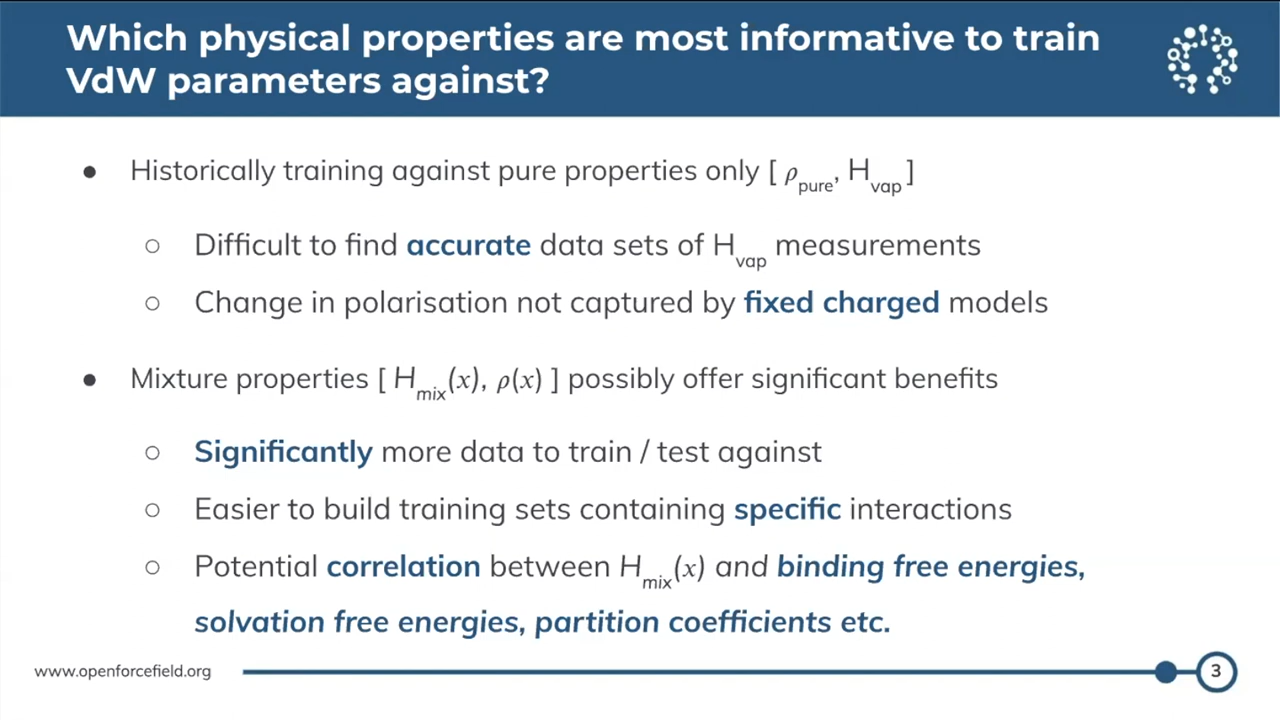 Which physical properties are most informative to train
VdW parameters against?
● Historically training against pure properties only [ ρpure, Hvap ]
○ Difficult to find accurate data sets of Hvap measurements
○ Change in polarisation not captured by fixed charged models
● Mixture properties [ Hmix(x), ρ(x) ] possibly offer significant benefits
○ Significantly more data to train / test against
○ Easier to build training sets containing specific interactions
○ Potential correlation between Hmix(x) and binding free energies,
solvation free energies, partition coefficients etc.
www.openforcefield.org
3